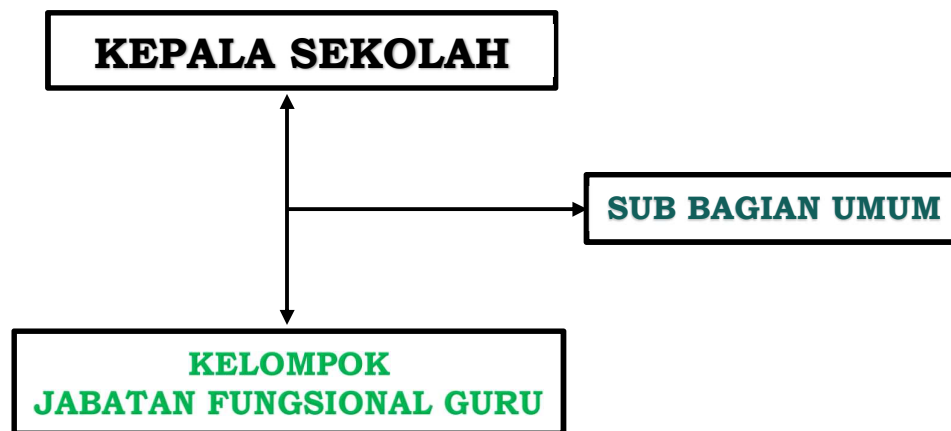 KEPALA SEKOLAH
SUB BAGIAN UMUM
KELOMPOK
JABATAN FUNGSIONAL GURU